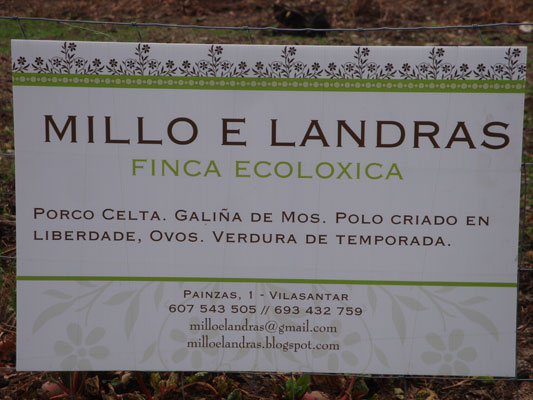 MILLO E LANDRAS
FINCA ECOLOXICA
PORCO CELTA. GALIÑA DE MOS. POLO CRIADO EN
LIBERDADE, OVOS. VERDURA DE TEMPORADA.
PAINZAS, 1 - VILASANTAR
607 543 505 // 693 432 759
milloelandras@gmail.com
milloelandras.blogspot.com